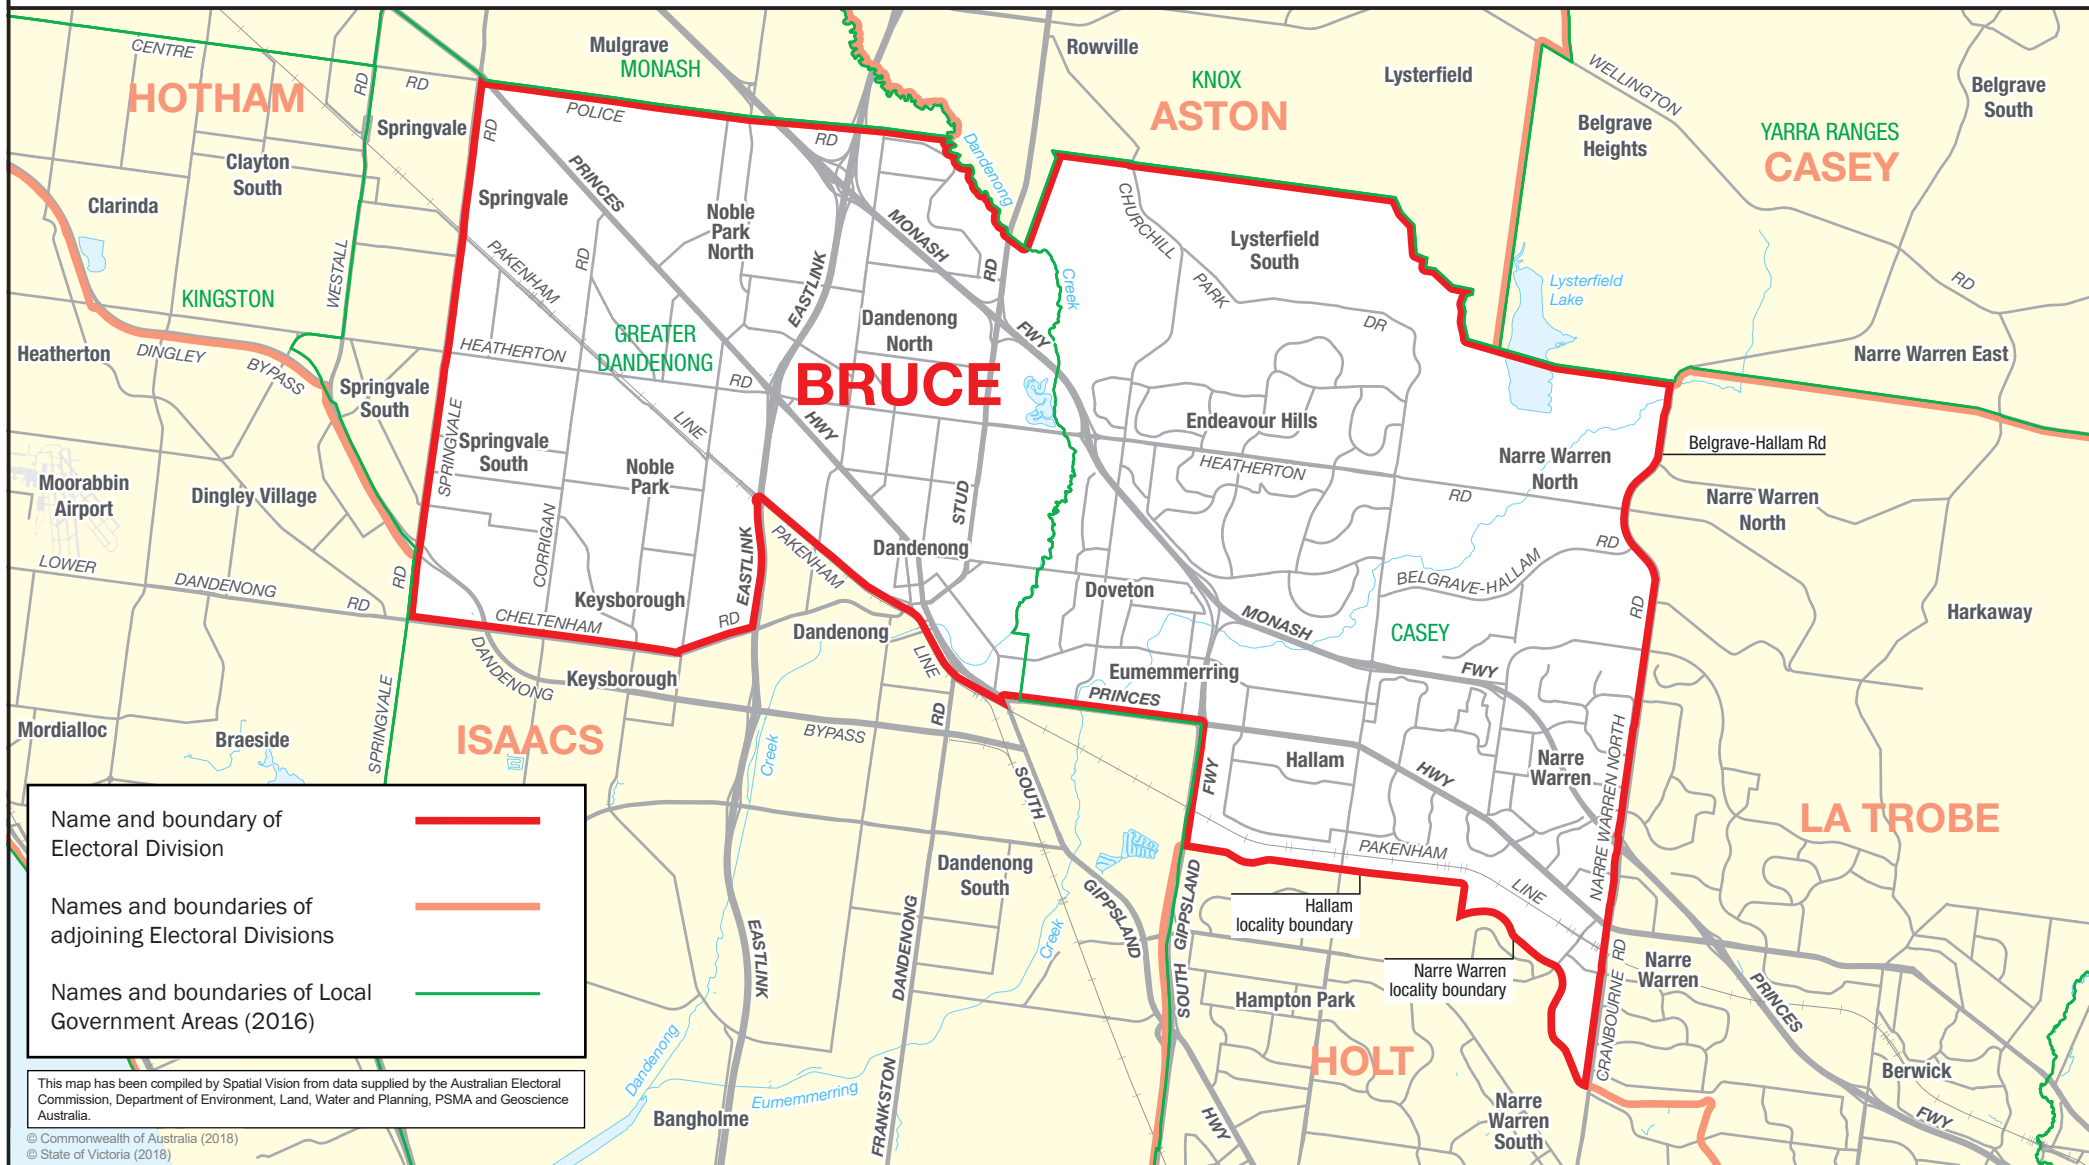 CENTRE
RD
RD
HOTHAM
Springvale
Clayton
South
Clarinda
WESTALL
KINGSTON
Heatherton
DINGLEY
BYPASS
Springvale
South
Moorabbin
Airport
Dingley Village
LOWER
DANDENONG
RD
RD
Mordialloc
Braeside
SPRINGVALE
Mulgrave
MONASH
POLICE
RD
RD
Springvale
PRINCES
Noble
Park
North
RD
PAKENHAM
EASTLINK
MONASH
RD
Dandenong
Creek
GREATER
DANDENONG
HEATHERTON
RD
Dandenong
North
FWY
BRUCE
HWY
LINE
SPRINGVALE
Springvale
South
Noble
Park
CORRIGAN
EASTLINK
PAKENHAM
STUD
Dandenong
Keysborough
CHELTENHAM
RD
Dandenong
LINE
DANDENONG
Keysborough
ISAACS
BYPASS
RD
Creek
SOUTH
Rowville
KNOX
ASTON
Lysterfield
WELLINGTON
Belgrave
South
Belgrave
Heights
YARRA RANGES
CASEY
RD
CHURCHILL
PARK
DR
Lysterfield
South
Lysterfield
Lake
Narre Warren East
Endeavour Hills
HEATHERTON
RD
Narre Warren
North
Belgrave-Hallam Rd
Narre Warren
North
BELGRAVE-HALLAM
RD
RD
Harkaway
Doveton
MONASH
CASEY
FWY
Eumemmerring
PRINCES
Hallam
FWY
HWY
Narre
Warren
NARRE WARREN NORTH
LA TROBE
PAKENHAM
LINE
Hallam
locality boundary
Narre Warren
locality boundary
Narre
Warren
CRANBOURNE RD
PRINCES
FWY
Berwick
Hampton Park
HOLT
Narre
Warren
South
SOUTH GIPPSLAND
HWY
Dandenong
South
GIPPSLAND
Creek
DANDENONG
FRANKSTON
EASTLINK
Dandenong
Eumemmerring
Bangholme
Name and boundary of
Electoral Division
Names and boundaries of
adjoining Electoral Divisions
Names and boundaries of Local
Government Areas (2016)
This map has been compiled by Spatial Vision from data supplied by the Australian Electoral
Commission, Department of Environment, Land, Water and Planning, PSMA and Geoscience
Australia.
© Commonwealth of Australia (2018)
© State of Victoria (2018)